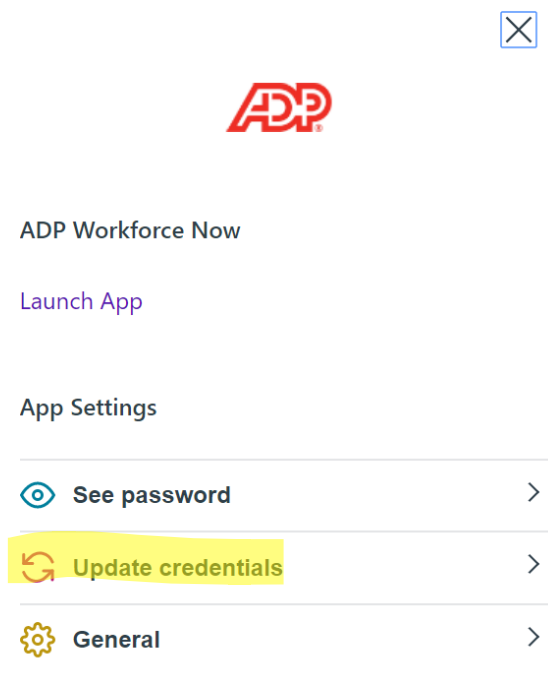 ADP®
ADP Workforce Now
Launch App
App Settings
See password
Update credentials
General